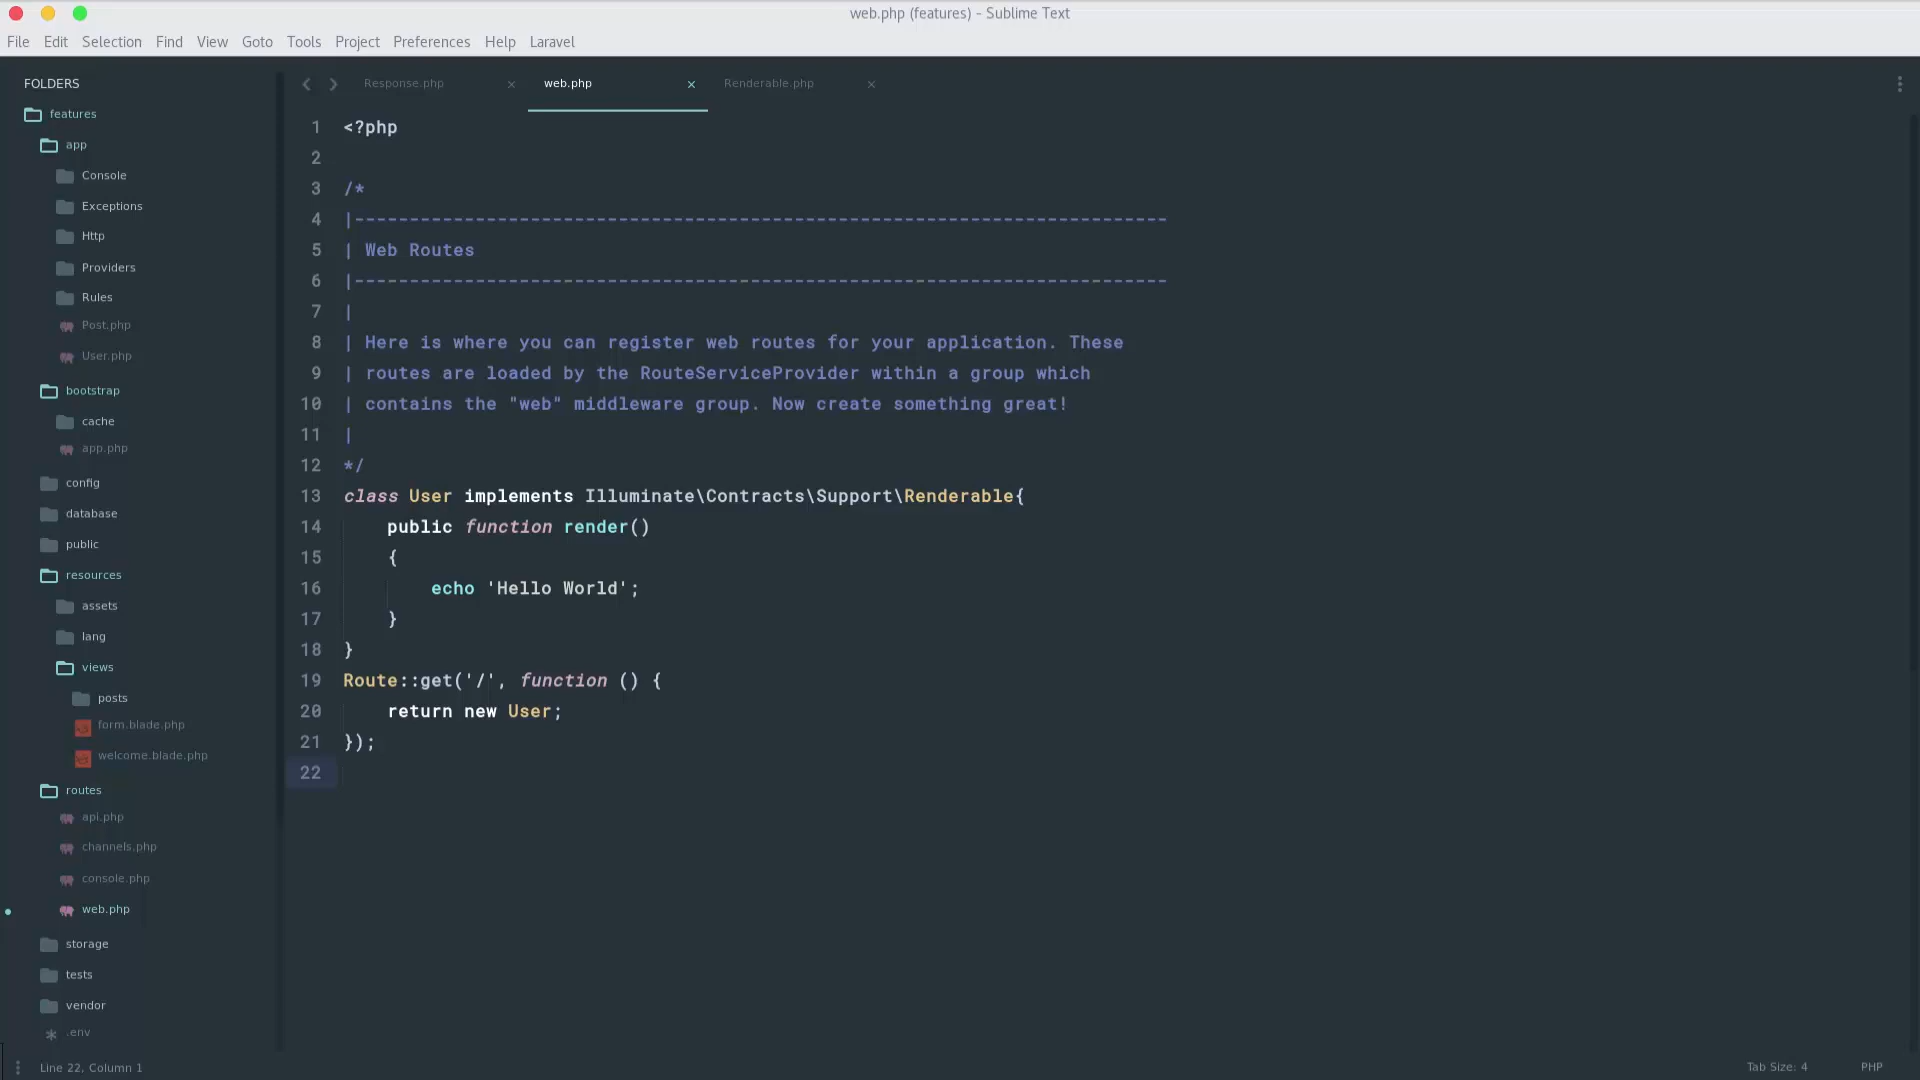 web.php (features) - Sublime Text
File Edit Selection Find View Goto Tools Project Preferences Help Laravel
FOLDERS
features
app
Console
Exceptions
Http
Providers
Rules
Post.php
User.php
bootstrap
cache
app.php
config
database
public
resources
assets
lang
views
posts
form.blade.php
welcome.blade.php
routes
api.php
channels.php
console.php
web.php
storage
tests
vendor
.env
Response.php × web.php × Renderable.php ×
1 <?php
2
3 /*
4 |--------------------------------------------------------------------------
5 | Web Routes
6 |--------------------------------------------------------------------------
7 |
8 | Here is where you can register web routes for your application. These
9 | routes are loaded by the RouteServiceProvider within a group which
10 | contains the "web" middleware group. Now create something great!
11 |
12 */
13 class User implements Illuminate\Contracts\Support\Renderable{
14     public function render()
15     {
16         echo 'Hello World';
17     }
18 }
19 Route::get('/', function () {
20     return new User;
21 });
22
Line 22, Column 1
Tab Size: 4 PHP